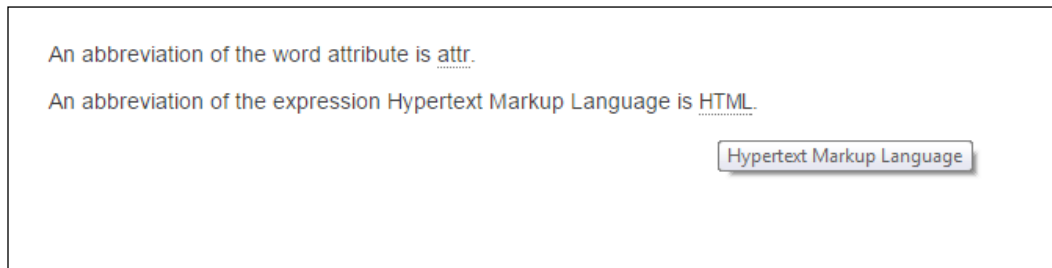 An abbreviation of the word attribute is attr.
An abbreviation of the expression Hypertext Markup Language is HTML.
Hypertext Markup Language